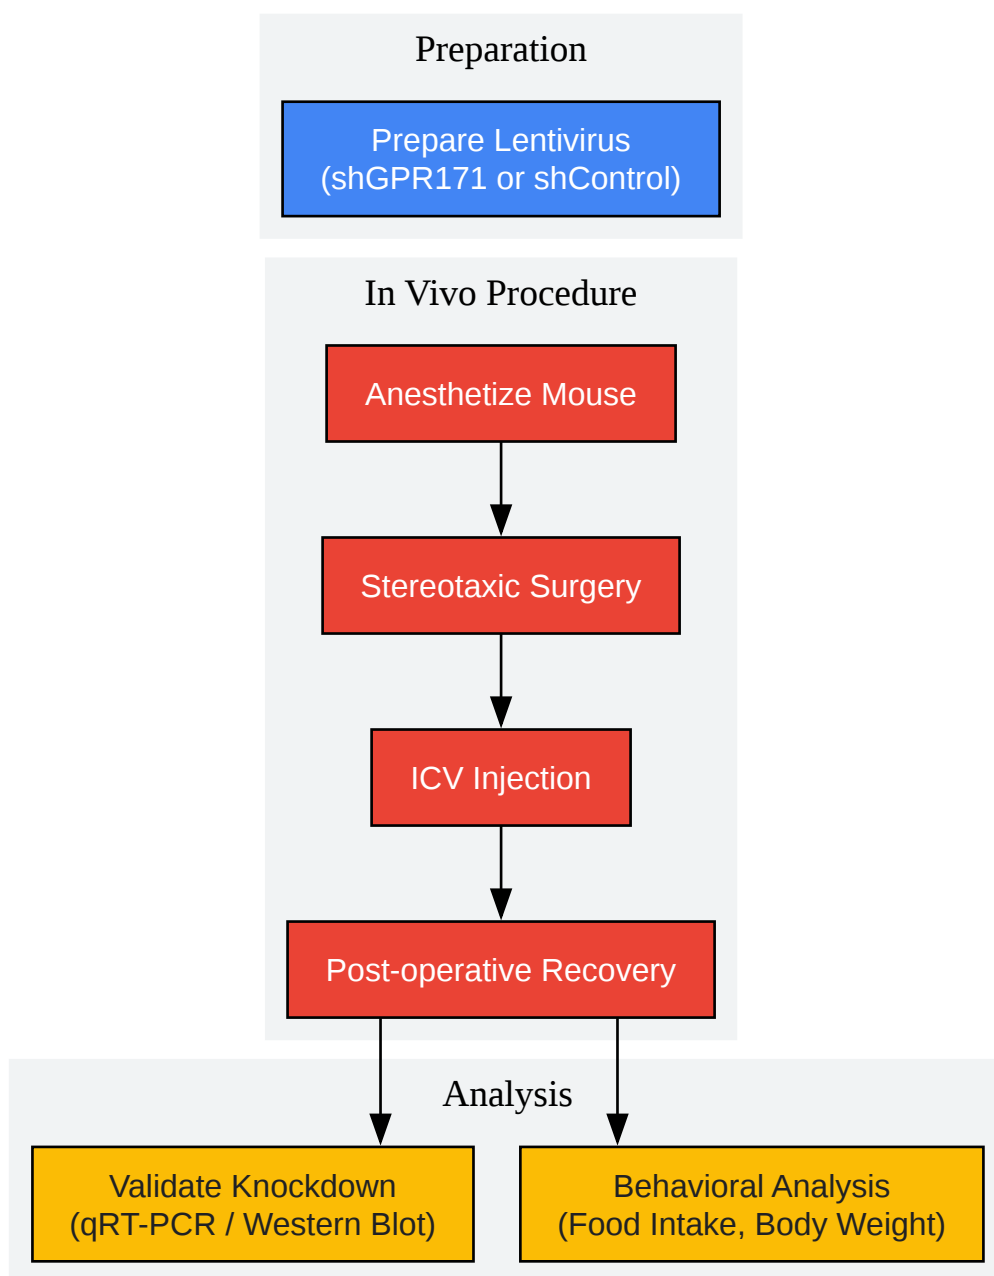 Preparation
Prepare Lentivirus
(shGPR171 or shControl)
In Vivo Procedure
Anesthetize Mouse
Stereotaxic Surgery
ICV Injection
Post-operative Recovery
Analysis
Validate Knockdown
(qRT-PCR / Western Blot)
Behavioral Analysis
(Food Intake, Body Weight)